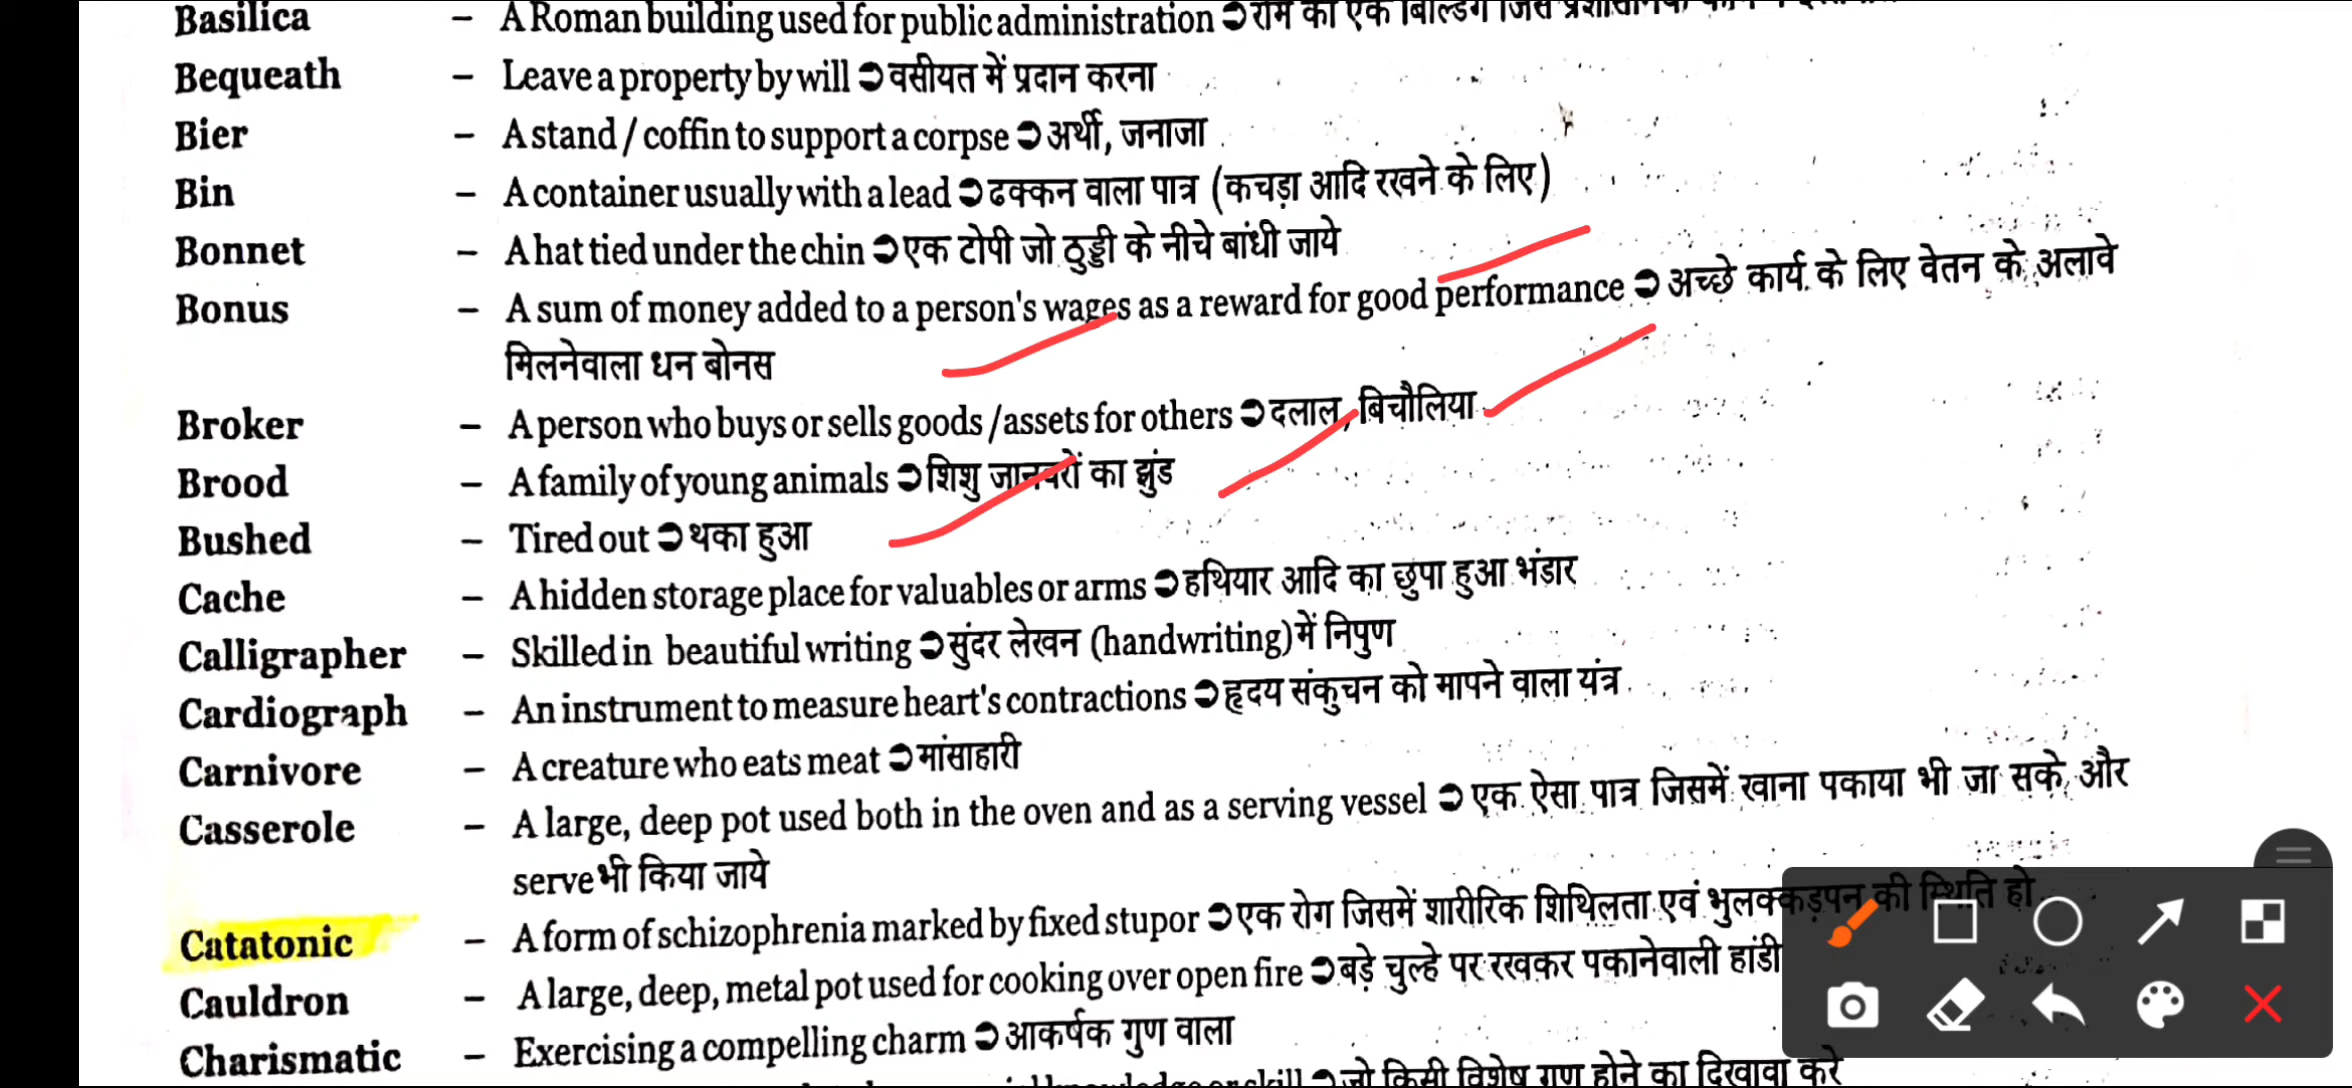 Basilica – A Roman building used for public administration ➲ रोम की एक बिल्डिंग जिसे प्रशासनिक
Bequeath – Leave a property by will ➲ वसीयत में प्रदान करना
Bier – A stand / coffin to support a corpse ➲ अर्थी, जनाजा
Bin – A container usually with a lead ➲ ढक्कन वाला पात्र (कचड़ा आदि रखने के लिए)
Bonnet – A hat tied under the chin ➲ एक टोपी जो ठुड्डी के नीचे बांधी जाये
Bonus – A sum of money added to a person's wages as a reward for good performance ➲ अच्छे कार्य के लिए वेतन के अलावे
मिलनेवाला धन बोनस
Broker – A person who buys or sells goods /assets for others ➲ दलाल, बिचौलिया
Brood – A family of young animals ➲ शिशु जानवरों का झुंड
Bushed – Tired out ➲ थका हुआ
Cache – A hidden storage place for valuables or arms ➲ हथियार आदि का छुपा हुआ भंडार
Calligrapher – Skilled in beautiful writing ➲ सुंदर लेखन (handwriting) में निपुण
Cardiograph – An instrument to measure heart's contractions ➲ हृदय संकुचन को मापने वाला यंत्र
Carnivore – A creature who eats meat ➲ मांसाहारी
Casserole – A large, deep pot used both in the oven and as a serving vessel ➲ एक ऐसा पात्र जिसमें खाना पकाया भी जा सके और
serve भी किया जाये
Catatonic – A form of schizophrenia marked by fixed stupor ➲ एक रोग जिसमें शारीरिक शिथिलता एवं भुलक्कड़पन की स्थिति हो
Cauldron – A large, deep, metal pot used for cooking over open fire ➲ बड़े चुल्हे पर रखकर पकानेवाली हांडी
Charismatic – Exercising a compelling charm ➲ आकर्षक गुण वाला
knowledge or skill ➲ जो किसी विशेष गुण होने का दिखावा करे